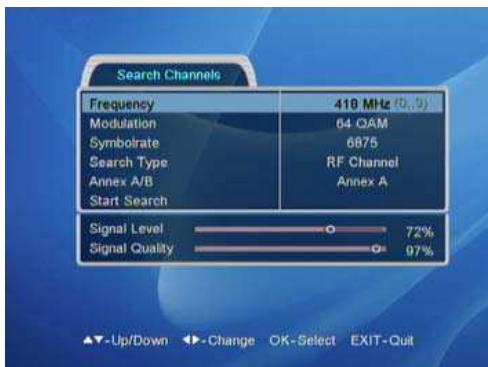 Search Channels
Frequency 410 MHz (0..9)
Modulation 64 QAM
Symbolrate 6875
Search Type RF Channel
Annex A/B Annex A
Start Search
Signal Level 72%
Signal Quality 97%
▲▼-Up/Down ◀▶-Change OK-Select EXIT-Quit